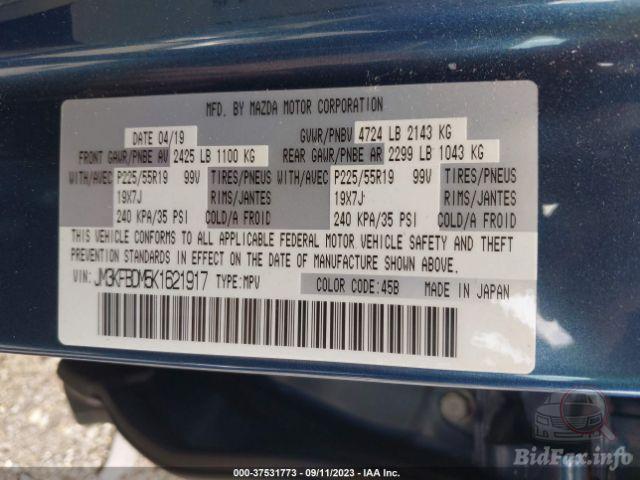 MFD. BY MAZDA MOTOR CORPORATION
DATE 04/19 GVWR/PNBV 4724 LB 2143 KG
FRONT GAWR/PNBE AV 2425 LB 1100 KG REAR GAWR/PNBE AR 2299 LB 1043 KG
WITH/AVEC P225/55R19 99V TIRES/PNEUS WITH/AVEC P225/55R19 99V TIRES/PNEUS
19X7J RIMS/JANTES 19X7J RIMS/JANTES
240 KPA/35 PSI COLD/A FROID 240 KPA/35 PSI COLD/A FROID
THIS VEHICLE CONFORMS TO ALL APPLICABLE FEDERAL MOTOR VEHICLE SAFETY AND THEFT
PREVENTION STANDARDS IN EFFECT ON THE DATE OF MANUFACTURE SHOWN ABOVE.
VIN: JM3KFBDM5K1621917 TYPE: MPV COLOR CODE: 45B MADE IN JAPAN
BidFax.info
000-37531773 - 09/11/2023 - IAA Inc.